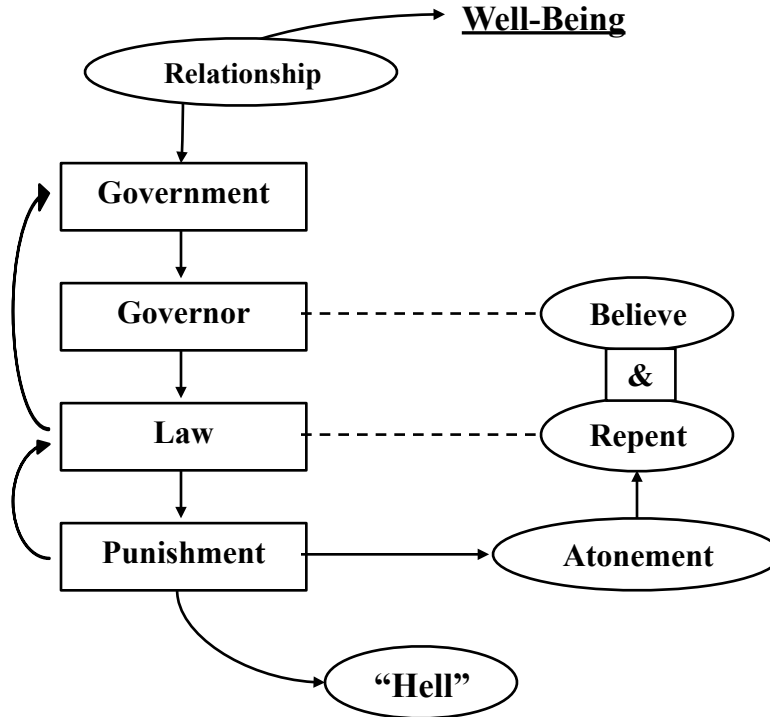 Well-Being
Relationship
Government
Governor
Believe
&
Law
Repent
Punishment
Atonement
“Hell”